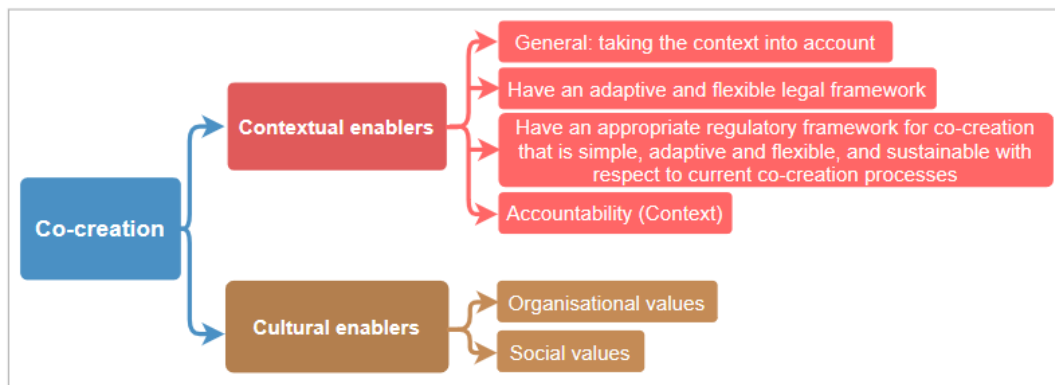 General: taking the context into account
Have an adaptive and flexible legal framework
Contextual enablers
Have an appropriate regulatory framework for co-creation
that is simple, adaptive and flexible, and sustainable with
respect to current co-creation processes
Accountability (Context)
Co-creation
Organisational values
Cultural enablers
Social values